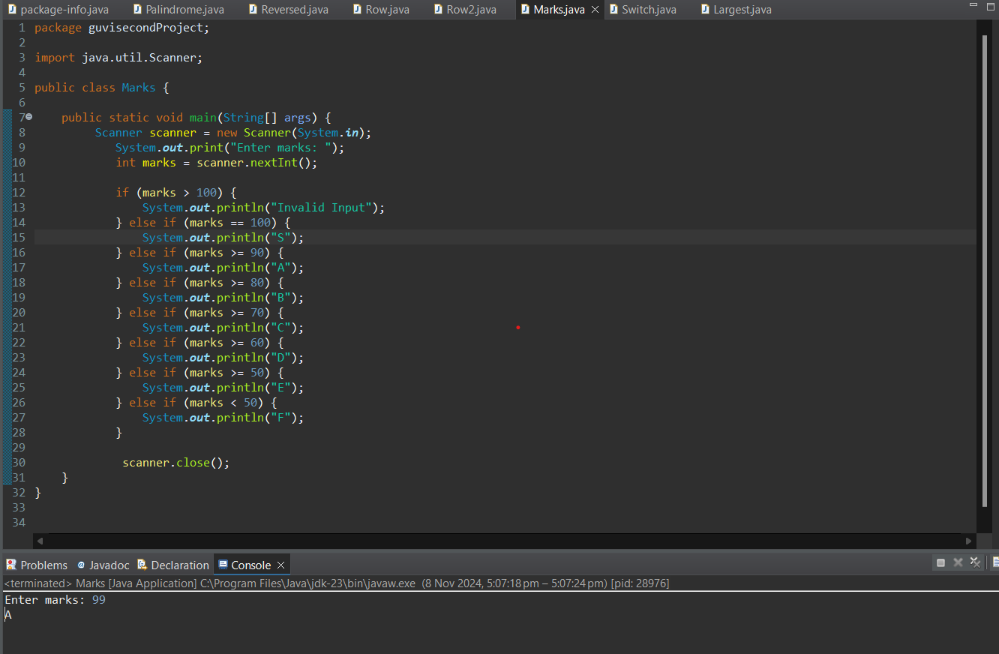 package-info.java Palindrome.java Reversed.java Row.java Row2.java Marks.java Switch.java Largest.java
1 package guvisecondProject;
2
3 import java.util.Scanner;
4
5 public class Marks {
6
7 public static void main(String[] args) {
8 Scanner scanner = new Scanner(System.in);
9 System.out.print("Enter marks: ");
10 int marks = scanner.nextInt();
11
12 if (marks > 100) {
13 System.out.println("Invalid Input");
14 } else if (marks == 100) {
15 System.out.println("S");
16 } else if (marks >= 90) {
17 System.out.println("A");
18 } else if (marks >= 80) {
19 System.out.println("B");
20 } else if (marks >= 70) {
21 System.out.println("C");
22 } else if (marks >= 60) {
23 System.out.println("D");
24 } else if (marks >= 50) {
25 System.out.println("E");
26 } else if (marks < 50) {
27 System.out.println("F");
28 }
29
30 scanner.close();
31 }
32 }
33
34
Problems Javadoc Declaration Console
<terminated> Marks [Java Application] C:\Program Files\Java\jdk-23\bin\javaw.exe (8 Nov 2024, 5:07:18 pm – 5:07:24 pm) [pid: 28976]
Enter marks: 99
A